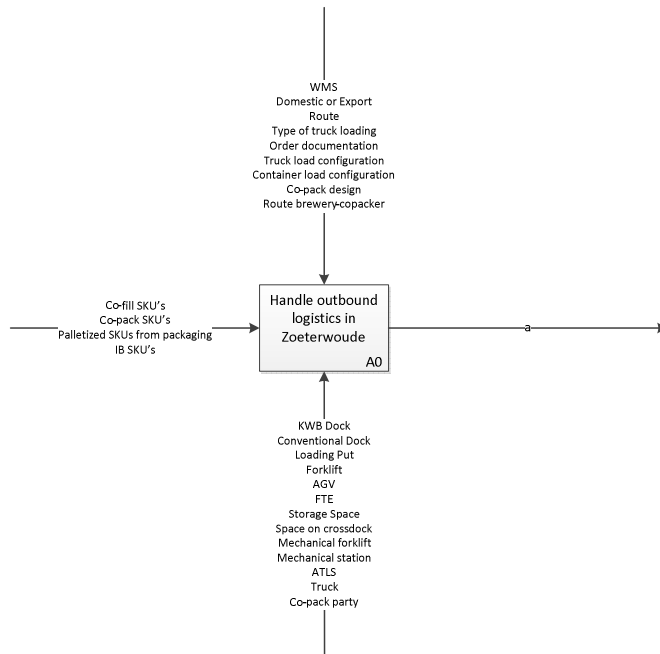 WMS
Domestic or Export
Route
Type of truck loading
Order documentation
Truck load configuration
Container load configuration
Co-pack design
Route brewery-copacker
Handle outbound
logistics in
Zoeterwoude
A0
Co-fill SKU's
Co-pack SKU's
Palletized SKUs from packaging
IB SKU's
a
KWB Dock
Conventional Dock
Loading Put
Forklift
AGV
FTE
Storage Space
Space on crossdock
Mechanical forklift
Mechanical station
ATLS
Truck
Co-pack party